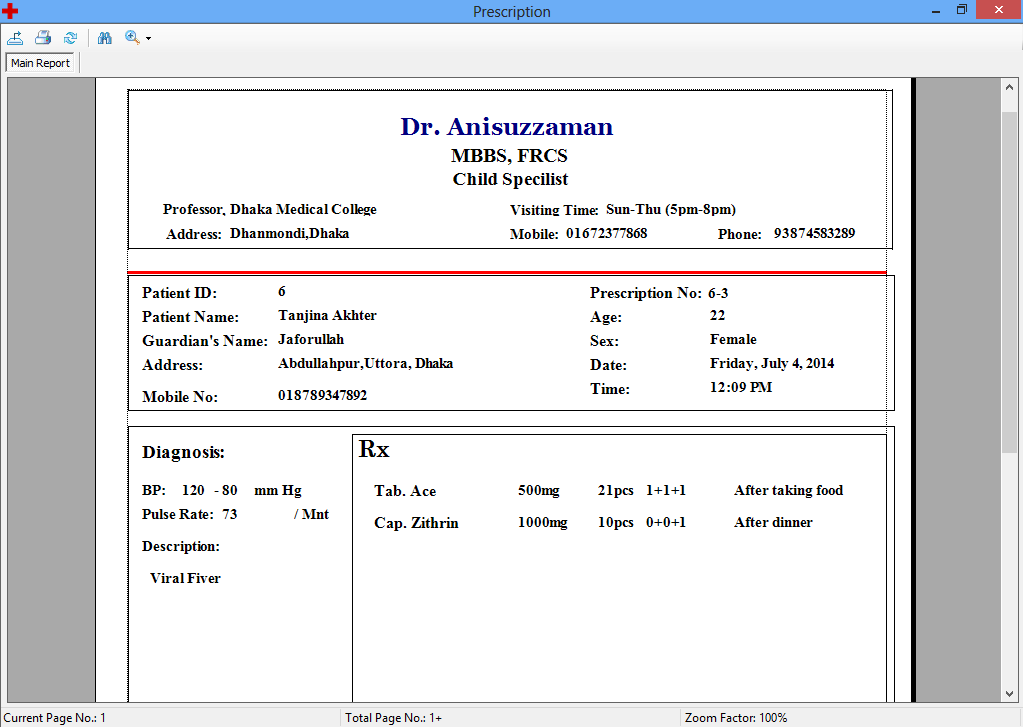 Prescription
Main Report
Dr. Anisuzzaman
MBBS, FRCS
Child Specilist
Professor, Dhaka Medical College Visiting Time: Sun-Thu (5pm-8pm)
Address: Dhanmondi,Dhaka Mobile: 01672377868 Phone: 93874583289
Patient ID: 6 Prescription No: 6-3
Patient Name: Tanjina Akhter Age: 22
Guardian's Name: Jaforullah Sex: Female
Address: Abdullahpur,Uttora, Dhaka Date: Friday, July 4, 2014
Mobile No: 018789347892 Time: 12:09 PM
Diagnosis: Rx
BP: 120 - 80 mm Hg Tab. Ace 500mg 21pcs 1+1+1 After taking food
Pulse Rate: 73 / Mnt Cap. Zithrin 1000mg 10pcs 0+0+1 After dinner
Description:
Viral Fiver
Current Page No.: 1 Total Page No.: 1+ Zoom Factor: 100%